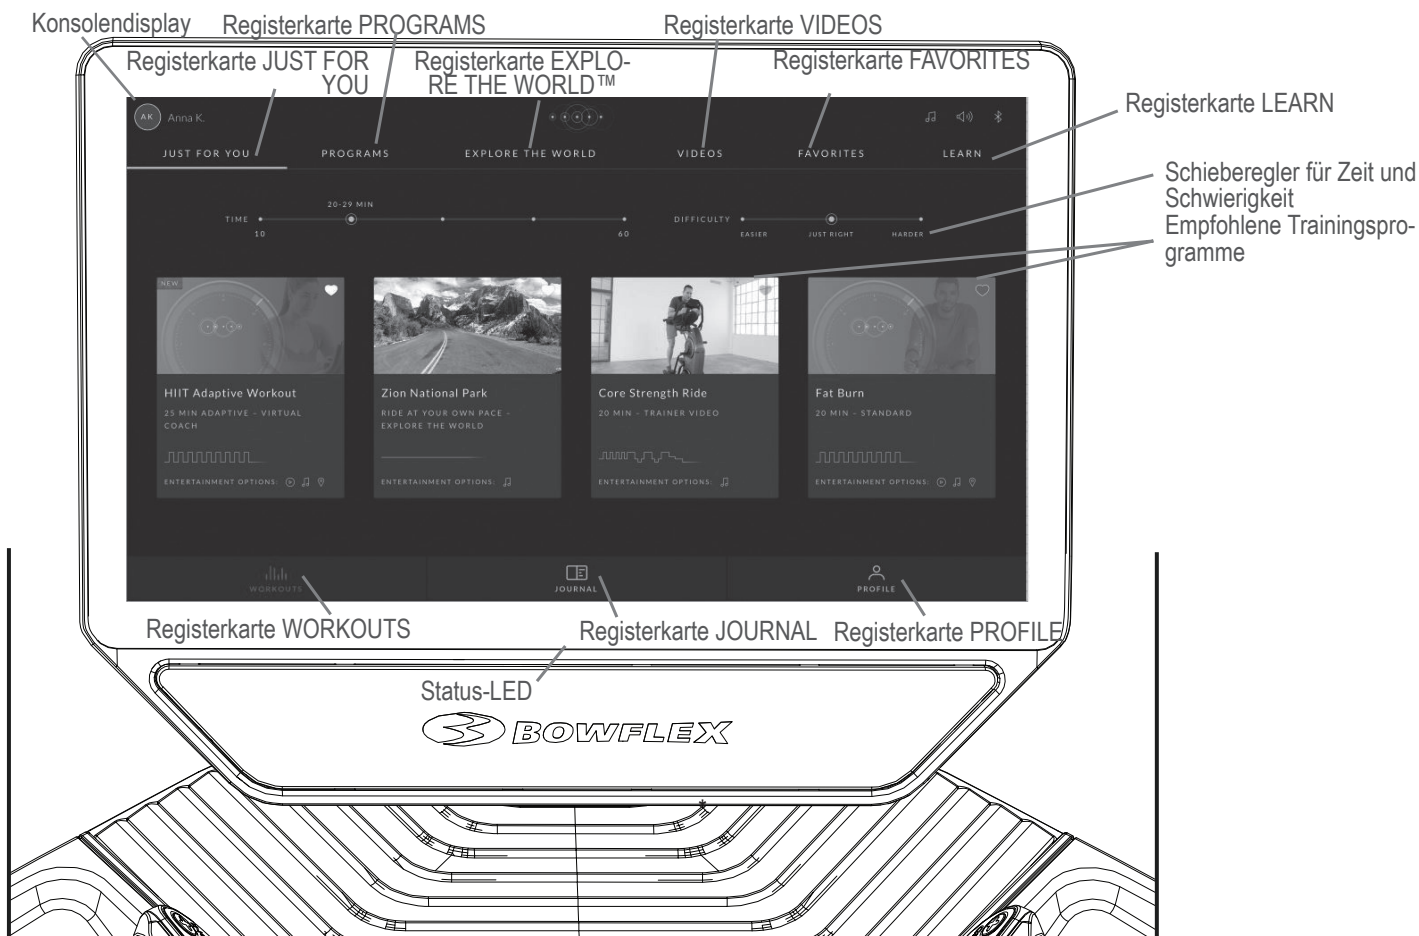 Konsolendisplay
Registerkarte PROGRAMS
Registerkarte VIDEOS
Registerkarte JUST FOR
YOU
Registerkarte EXPLO-
RE THE WORLD™
Registerkarte FAVORITES
Registerkarte LEARN
Schieberegler für Zeit und
Schwierigkeit
Empfohlene Trainingspro-
gramme
AK
Anna K.
JUST FOR YOU
PROGRAMS
EXPLORE THE WORLD
VIDEOS
FAVORITES
LEARN
20-29 MIN
TIME
10
60
DIFFICULTY
EASIER
JUST RIGHT
HARDER
NEW
HIIT Adaptive Workout
25 MIN ADAPTIVE - VIRTUAL
COACH
ENTERTAINMENT OPTIONS:
Zion National Park
RIDE AT YOUR OWN PACE -
EXPLORE THE WORLD
ENTERTAINMENT OPTIONS:
Core Strength Ride
20 MIN - TRAINER VIDEO
ENTERTAINMENT OPTIONS:
Fat Burn
20 MIN - STANDARD
ENTERTAINMENT OPTIONS:
WORKOUTS
JOURNAL
PROFILE
Registerkarte WORKOUTS
Registerkarte JOURNAL
Registerkarte PROFILE
Status-LED
BOWFLEX